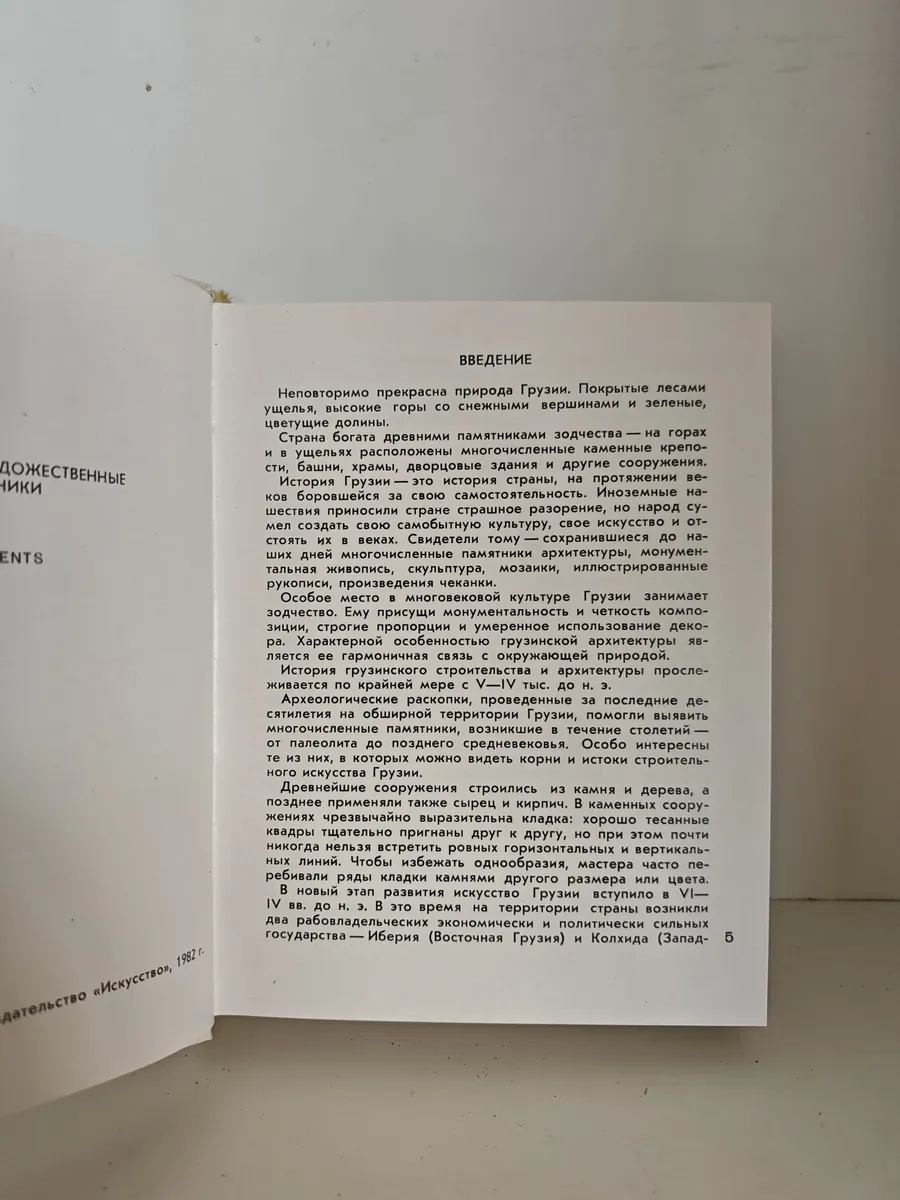 ДОЖЕСТВЕННЫЕ
НИКИ
ENTS
дательство «Искусство», 1982 г.
ВВЕДЕНИЕ
Неповторимо прекрасна природа Грузии. Покрытые лесами
ущелья, высокие горы со снежными вершинами и зеленые,
цветущие долины.
Страна богата древними памятниками зодчества — на горах
и в ущельях расположены многочисленные каменные крепо-
сти, башни, храмы, дворцовые здания и другие сооружения.
История Грузии — это история страны, на протяжении ве-
ков боровшейся за свою самостоятельность. Иноземные на-
шествия приносили стране страшное разорение, но народ су-
мел создать свою самобытную культуру, свое искусство и от-
стоять их в веках. Свидетели тому — сохранившиеся до на-
ших дней многочисленные памятники архитектуры, монумен-
тальная живопись, скульптура, мозаики, иллюстрированные
рукописи, произведения чеканки.
Особое место в многовековой культуре Грузии занимает
зодчество. Ему присущи монументальность и четкость компо-
зиции, строгие пропорции и умеренное использование деко-
ра. Характерной особенностью грузинской архитектуры яв-
ляется ее гармоничная связь с окружающей природой.
История грузинского строительства и архитектуры просле-
живается по крайней мере с V—IV тыс. до н. э.
Археологические раскопки, проведенные за последние де-
сятилетия на обширной территории Грузии, помогли выявить
многочисленные памятники, возникшие в течение столетий —
от палеолита до позднего средневековья. Особо интересны
те из них, в которых можно видеть корни и истоки строитель-
ного искусства Грузии.
Древнейшие сооружения строились из камня и дерева, а
позднее применяли также сырец и кирпич. В каменных соору-
жениях чрезвычайно выразительна кладка: хорошо тесанные
квадры тщательно пригнаны друг к другу, но при этом почти
никогда нельзя встретить ровных горизонтальных и вертикаль-
ных линий. Чтобы избежать однообразия, мастера часто пе-
ребивали ряды кладки камнями другого размера или цвета.
В новый этап развития искусство Грузии вступило в VI—
IV вв. до н. э. В это время на территории страны возникли
два рабовладельческих экономически и политически сильных
государства — Иберия (Восточная Грузия) и Колхида (Запад-
5